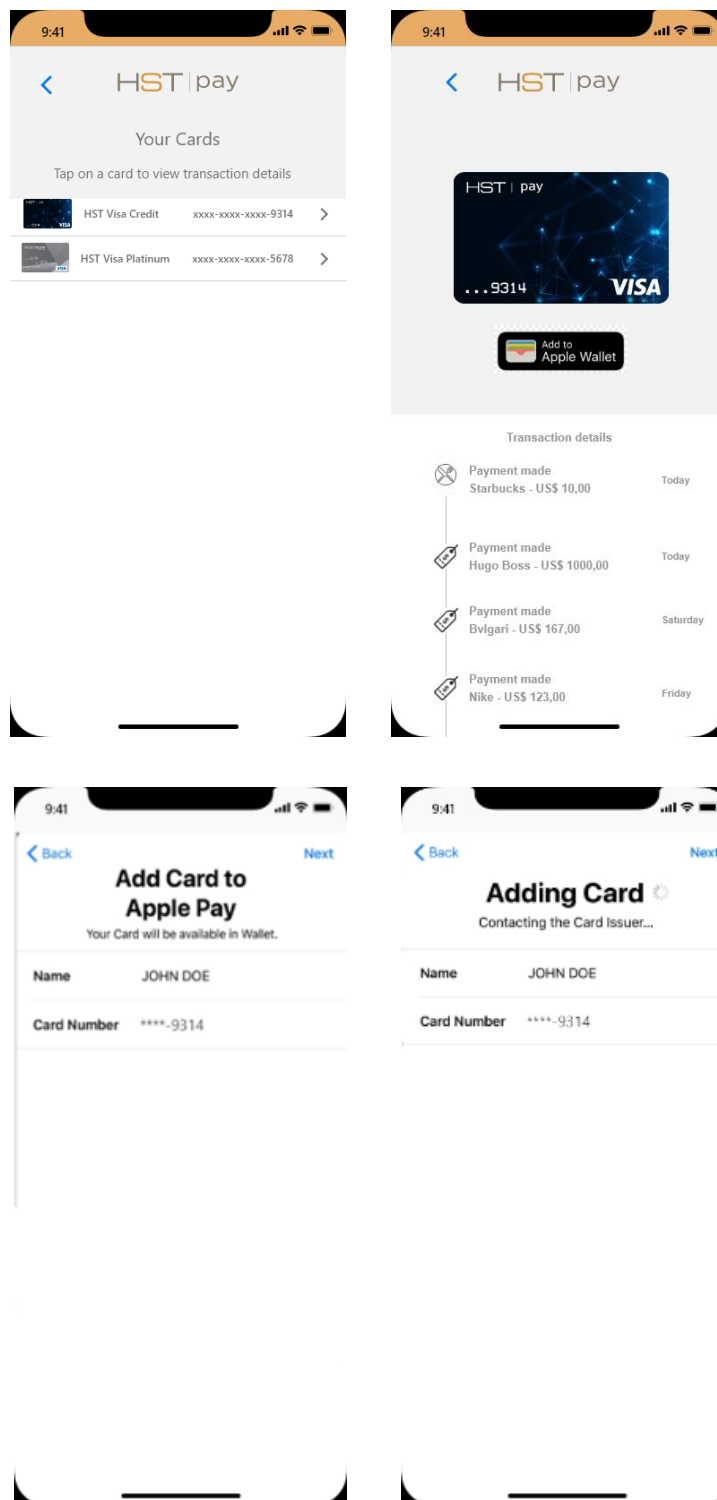 9:41
HST | pay
Your Cards
Tap on a card to view transaction details
HST Visa Credit xxxx-xxxx-xxxx-9314
VISA
HST Visa Platinum xxxx-xxxx-xxxx-5678
9:41
HST | pay
HST | pay
...9314 VISA
Add to
Apple Wallet
Transaction details
Payment made
Starbucks - US$ 10,00
Today
Payment made
Hugo Boss - US$ 1000,00
Today
Payment made
Bvlgari - US$ 167,00
Saturday
Payment made
Nike - US$ 123,00
Friday
9:41
Back Next
Add Card to
Apple Pay
Your Card will be available in Wallet.
Name JOHN DOE
Card Number ****-9314
9:41
Back Next
Adding Card
Contacting the Card Issuer...
Name JOHN DOE
Card Number ****-9314